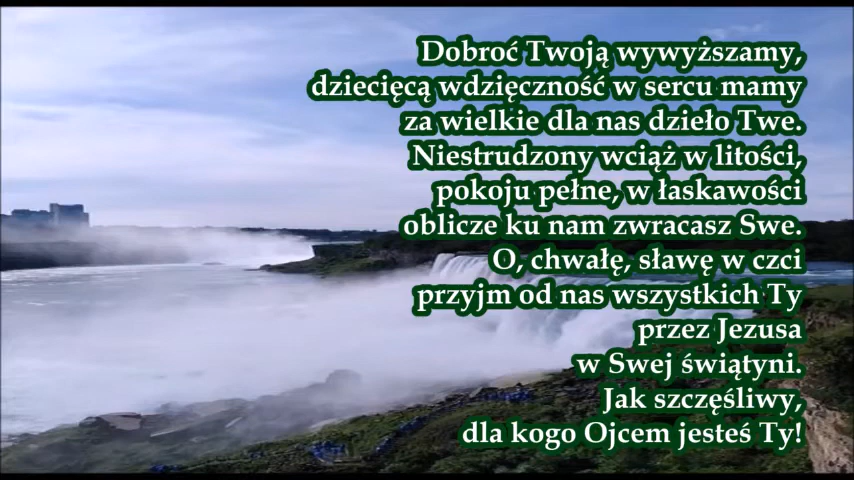 Dobroć Twoją wywyższamy,
dziecięcą wdzięczność w sercu mamy
za wielkie dla nas dzieło Twe.
Niestrudzony wciąż w litości,
pokoju pełne, w łaskawości
oblicze ku nam zwracasz Swe.
O, chwałę, sławę w czci
przyjm od nas wszystkich Ty
przez Jezusa
w Swej świątyni.
Jak szczęśliwy,
dla kogo Ojcem jesteś Ty!